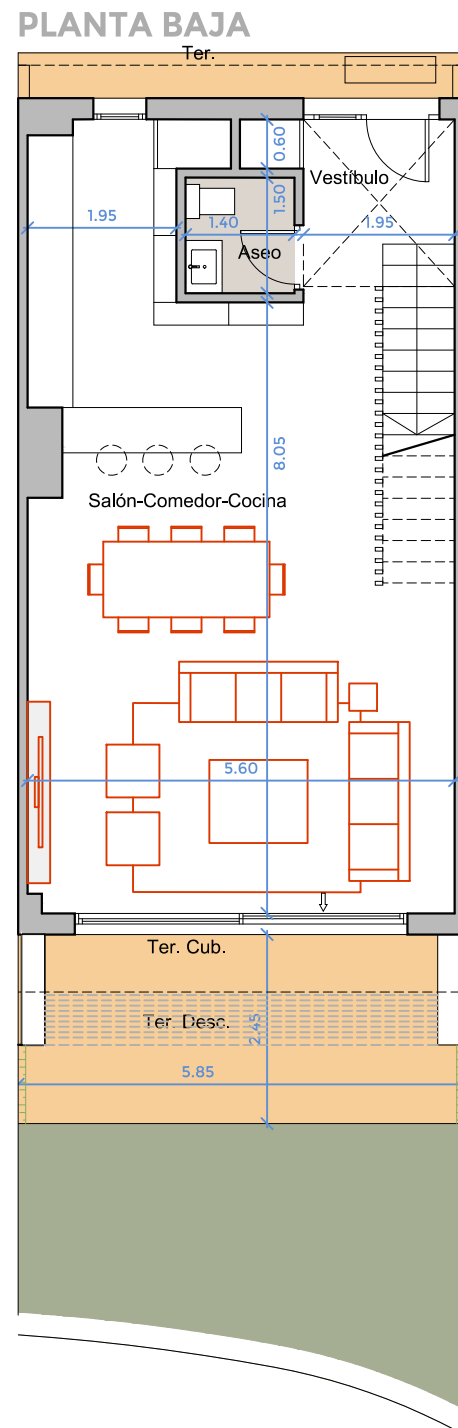 PLANTA BAJA
Ter.
0.60
Vestíbulo
1.50
1.95
1.40
1.95
Aseo
8.05
Salón-Comedor-Cocina
5.60
Ter. Cub.
Ter. Desc.
2.45
5.85